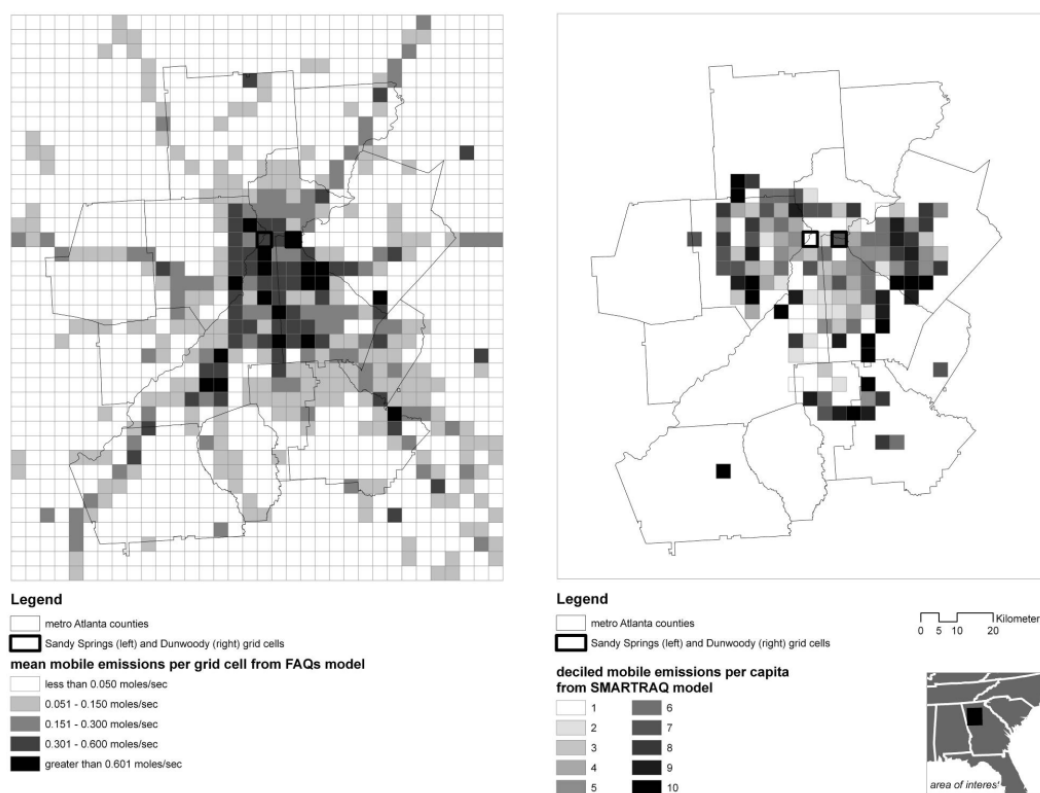 Legend
metro Atlanta counties
Sandy Springs (left) and Dunwoody (right) grid cells
mean mobile emissions per grid cell from FAQs model
less than 0.050 moles/sec
0.051 - 0.150 moles/sec
0.151 - 0.300 moles/sec
0.301 - 0.600 moles/sec
greater than 0.601 moles/sec
Legend
metro Atlanta counties
Sandy Springs (left) and Dunwoody (right) grid cells
deciled mobile emissions per capita
from SMARTRAQ model
1
2
3
4
5
6
7
8
9
10
Kilometer
0 5 10 20
area of interes